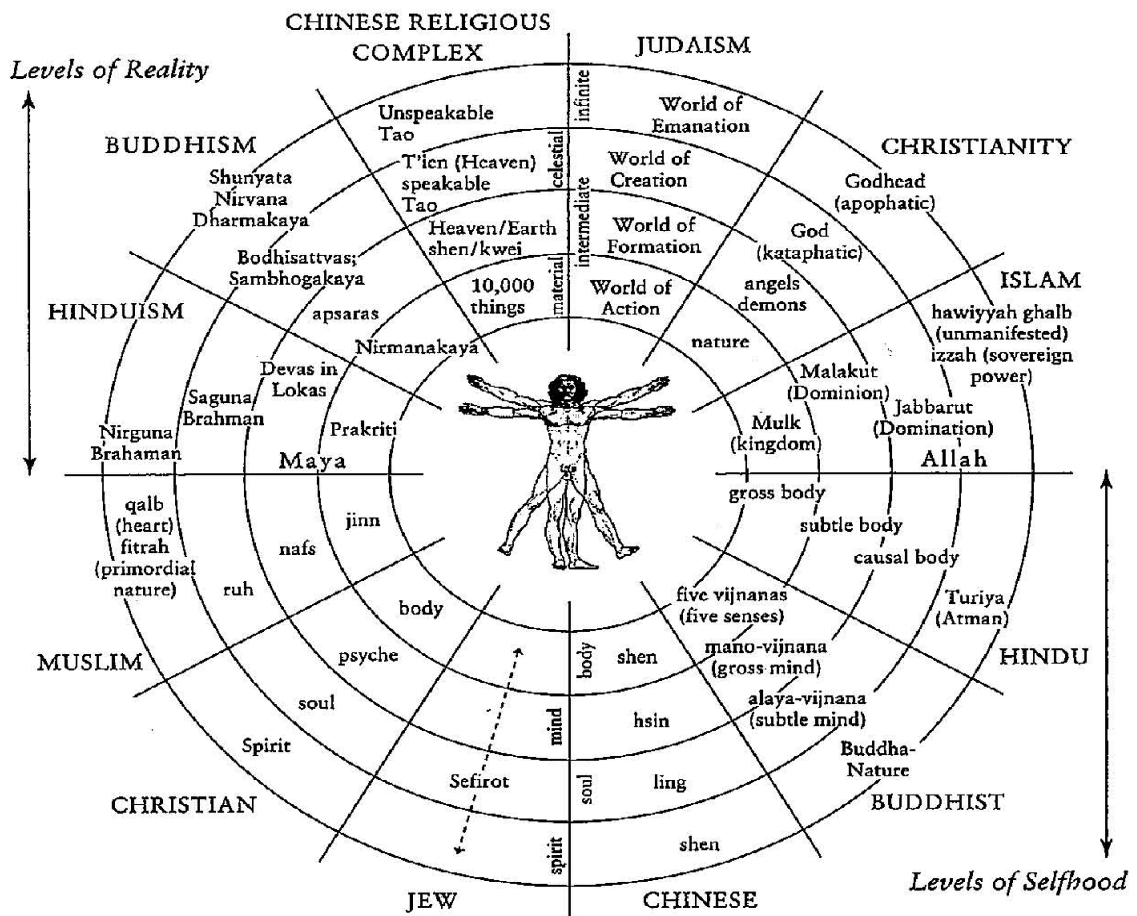 CHINESE RELIGIOUS
COMPLEX
JUDAISM
Levels of Reality
BUDDHISM
CHRISTIANITY
HINDUISM
ISLAM
infinite
celestial
intermediate
material
Unspeakable
Tao
T'ien (Heaven)
speakable
Tao
Heaven/Earth
shen/kwei
10,000
things
World of
Emanation
World of
Creation
World of
Formation
World of
Action
Godhead
(apophatic)
God
(kataphatic)
angels
demons
nature
hawiyyah ghalb
(unmanifested)
izzah (sovereign
power)
Jabbarut
(Domination)
Malakut
(Dominion)
Mulk
(kingdom)
Allah
Shunyata
Nirvana
Dharmakaya
Bodhisattvas;
Sambhogakaya
apsaras
Nirmanakaya
Nirguna
Brahaman
Saguna
Brahman
Devas in
Lokas
Prakriti
Maya
qalb
(heart)
fitrah
(primordial
nature)
ruh
nafs
jinn
MUSLIM
body
psyche
soul
Spirit
CHRISTIAN
Sefirot
JEW
body
mind
soul
spirit
shen
hsin
ling
shen
CHINESE
five vijnanas
(five senses)
mano-vijnana
(gross mind)
alaya-vijnana
(subtle mind)
Buddha-
Nature
BUDDHIST
gross body
subtle body
causal body
Turiya
(Atman)
HINDU
Levels of Selfhood